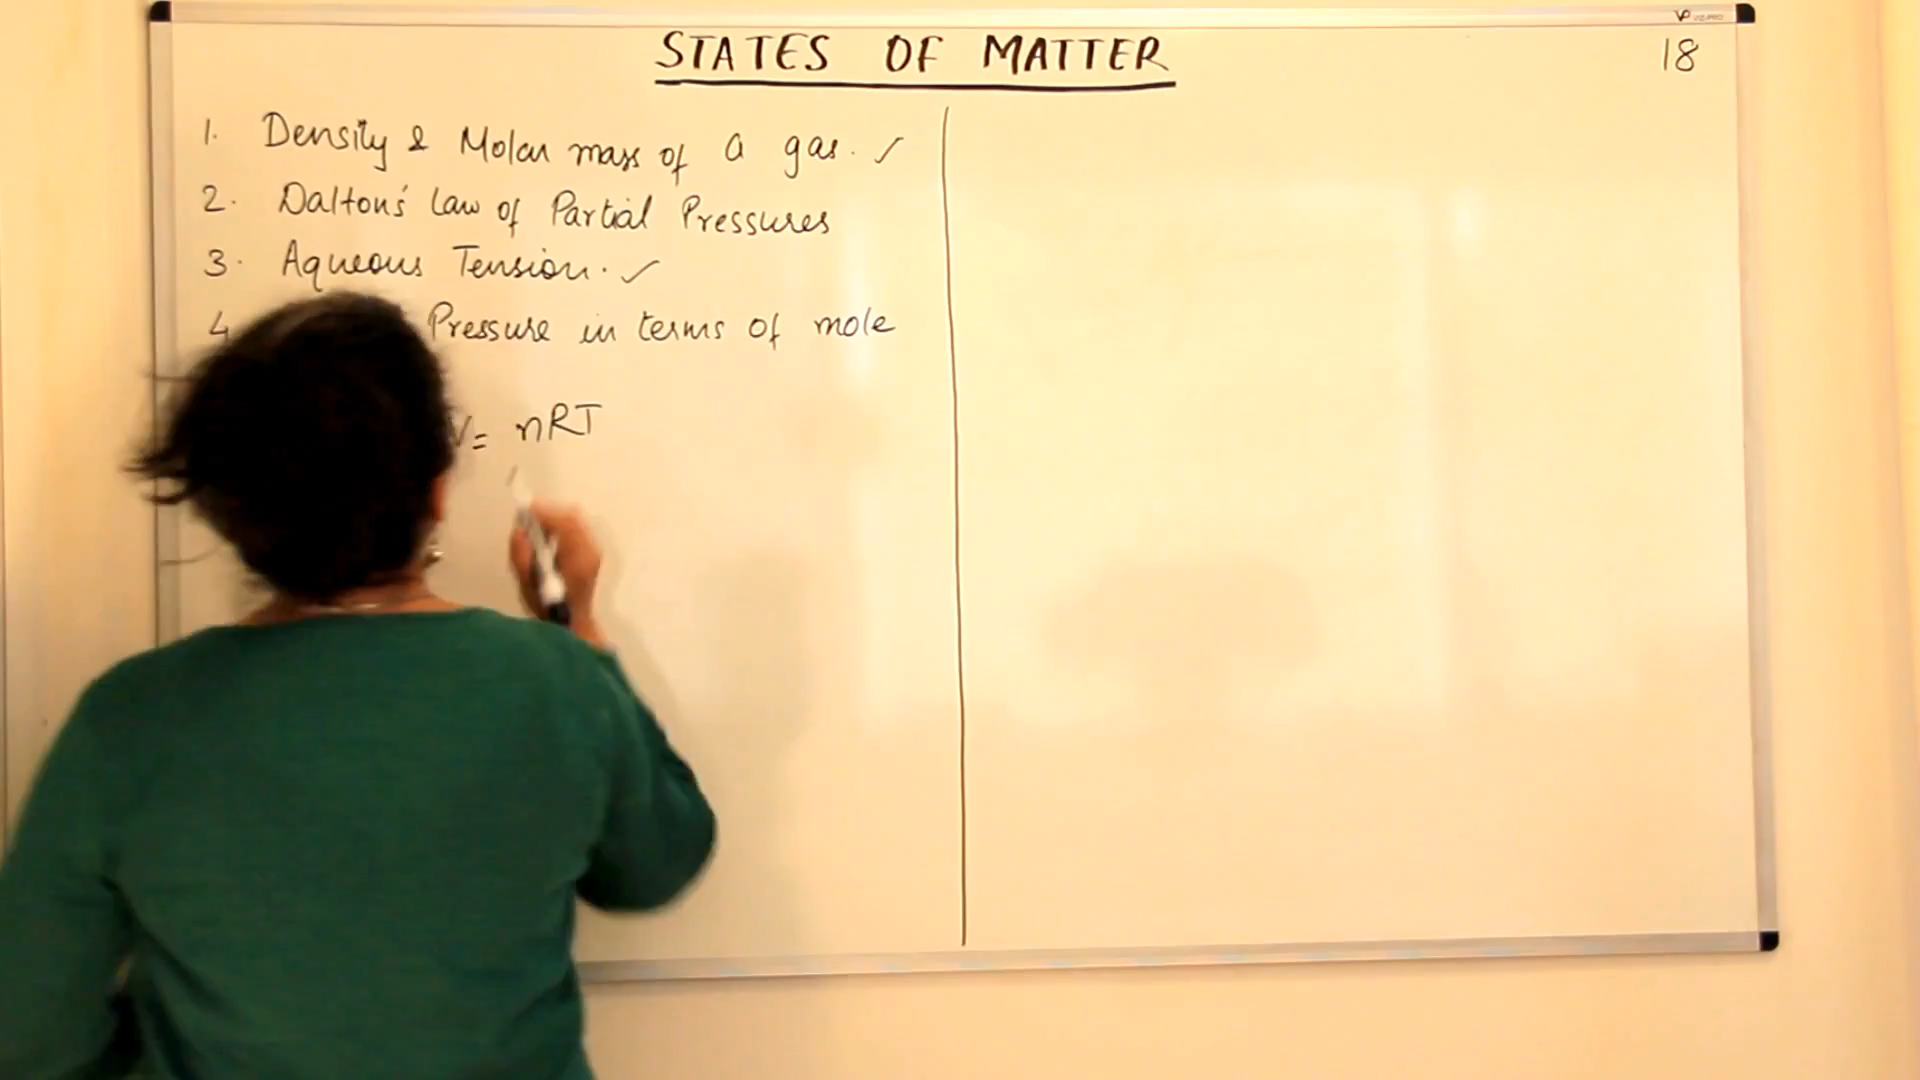 STATES OF MATTER
18
1. Density & Molar mass of a gas. ✓
2. Dalton's Law of Partial Pressures
3. Aqueous Tension. ✓
4 Pressure in terms of mole
V= nRT